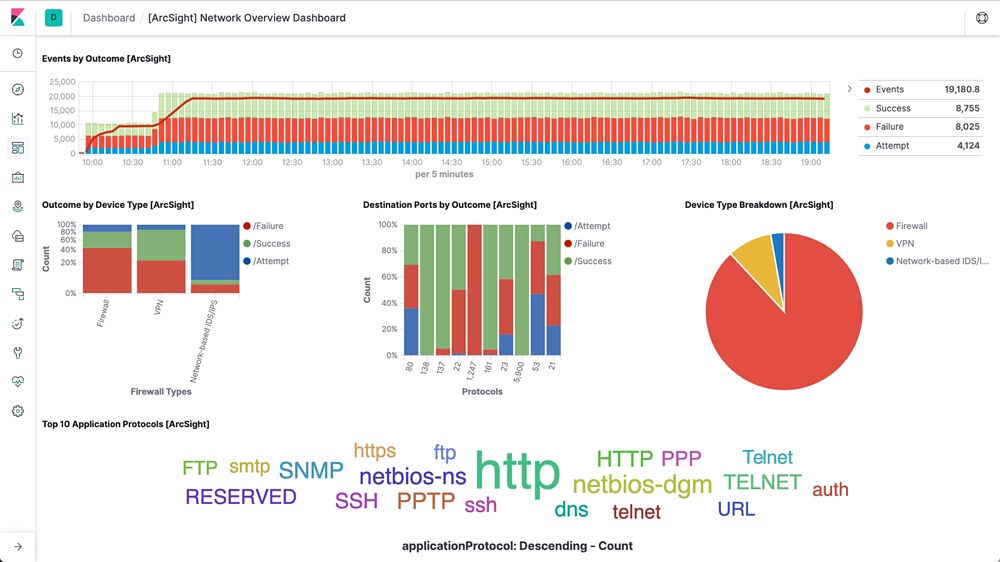 D Dashboard / [ArcSight] Network Overview Dashboard
Events by Outcome [ArcSight]
25,000
20,000
15,000
10,000
5,000
0
10:00 10:30 11:00 11:30 12:00 12:30 13:00 13:30 14:00 14:30 15:00 15:30 16:00 16:30 17:00 17:30 18:00 18:30 19:00
per 5 minutes
Events 19,180.8
Success 8,755
Failure 8,025
Attempt 4,124
Outcome by Device Type [ArcSight]
Count
100%
80%
60%
40%
20%
0%
Firewall
VPN
Network-based IDS/IPS
Firewall Types
/Failure
/Success
/Attempt
Destination Ports by Outcome [ArcSight]
Count
100%
80%
60%
40%
20%
0%
80 138 137 22 1,247 161 23 5,900 53 21
Protocols
/Attempt
/Failure
/Success
Device Type Breakdown [ArcSight]
Firewall
VPN
Network-based IDS/I...
Top 10 Application Protocols [ArcSight]
https ftp http HTTP PPP Telnet
FTP smtp SNMP netbios-ns netbios-dgm TELNET auth
RESERVED SSH PPTP ssh dns telnet URL
applicationProtocol: Descending - Count